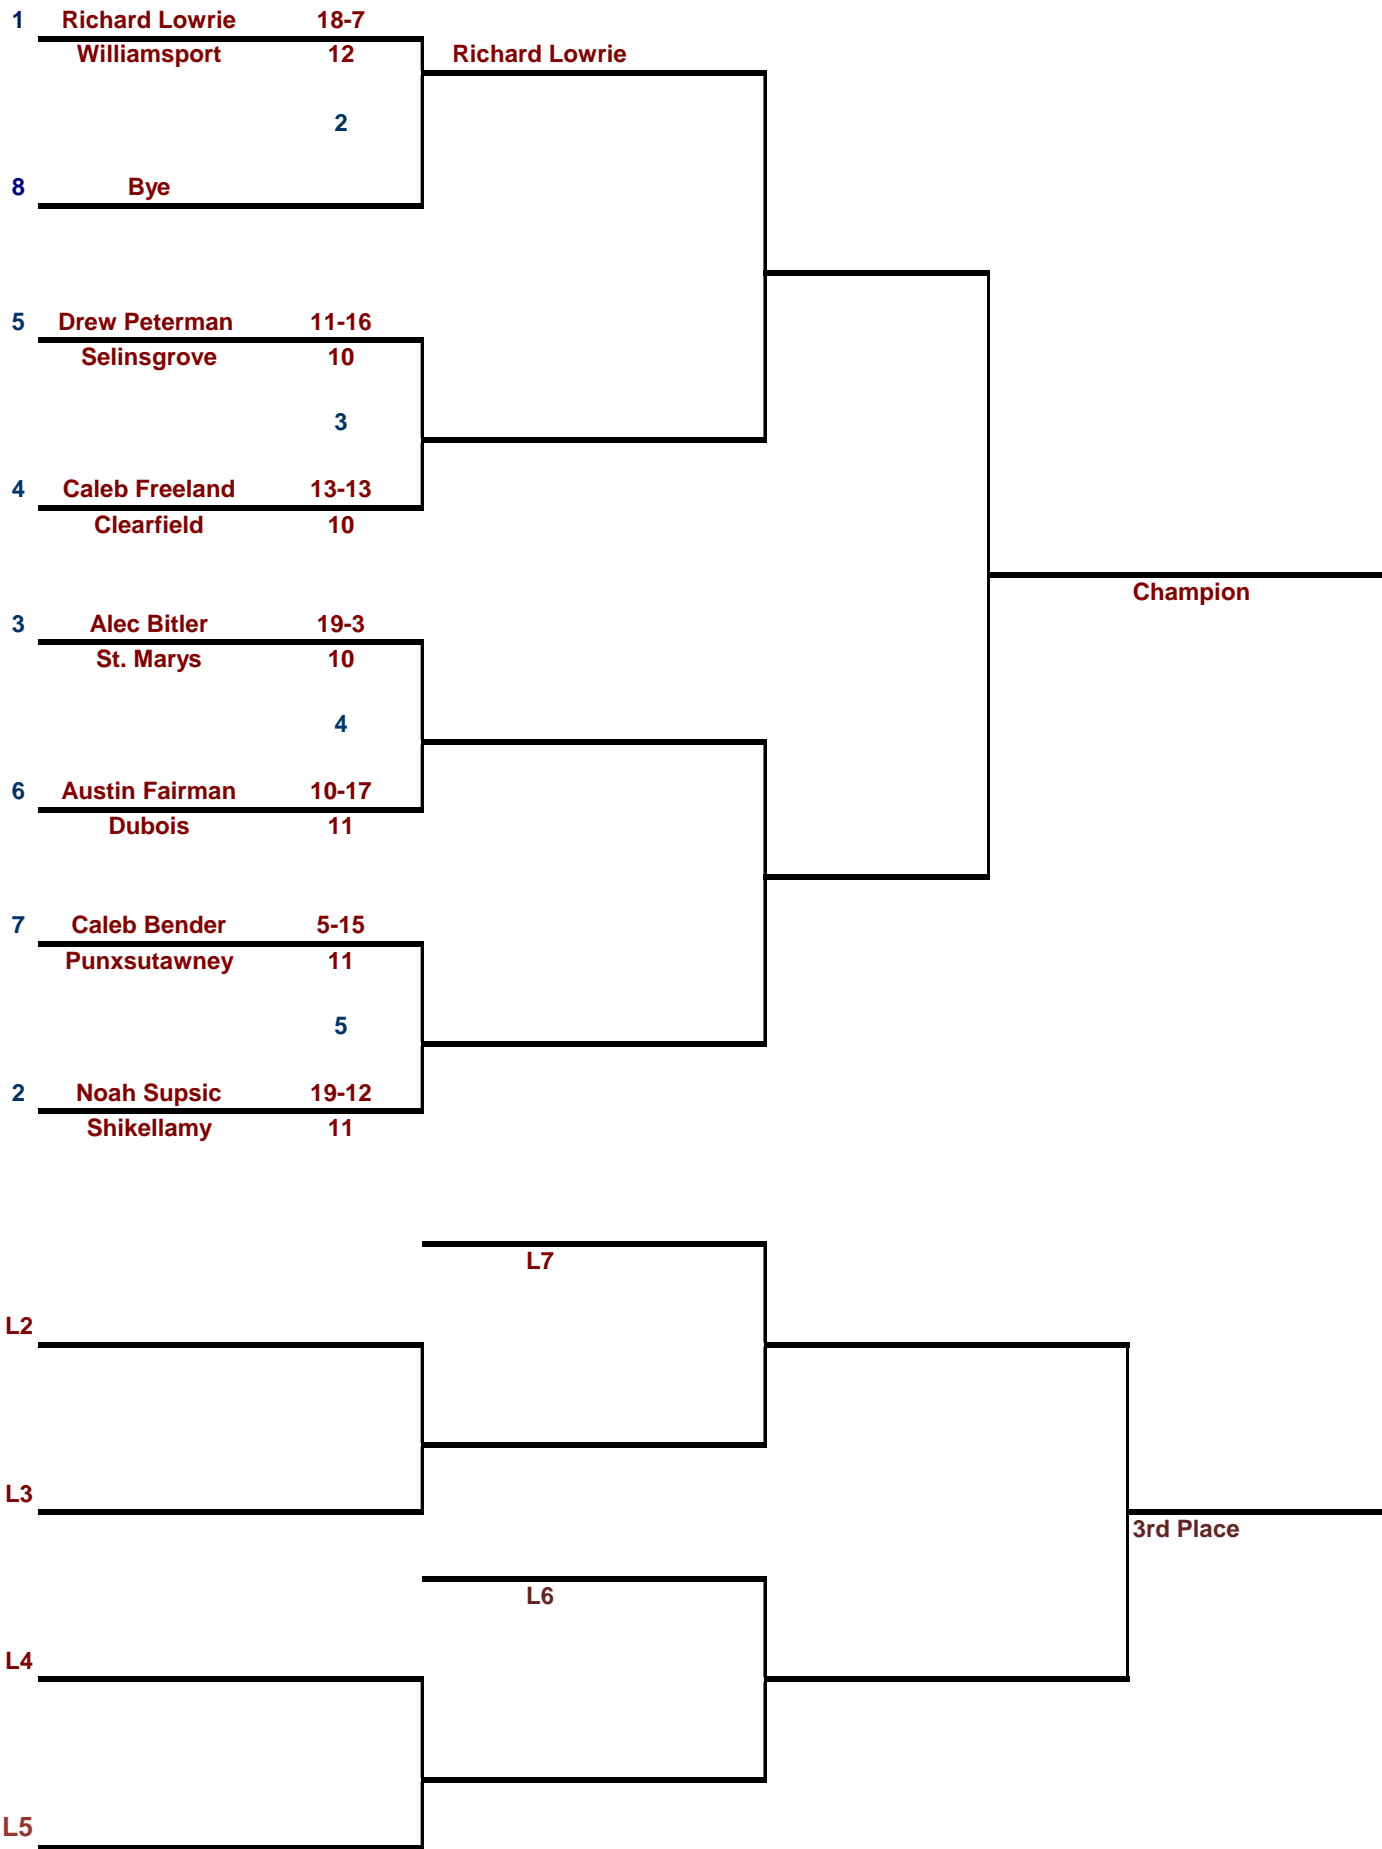 1 Richard Lowrie 18-7
Williamsport 12 Richard Lowrie
2
8 Bye
5 Drew Peterman 11-16
Selinsgrove 10
3
4 Caleb Freeland 13-13
Clearfield 10
Champion
3 Alec Bitler 19-3
St. Marys 10
4
6 Austin Fairman 10-17
Dubois 11
7 Caleb Bender 5-15
Punxsutawney 11
5
2 Noah Supsic 19-12
Shikellamy 11
L7
L2
L3
3rd Place
L6
L4
L5